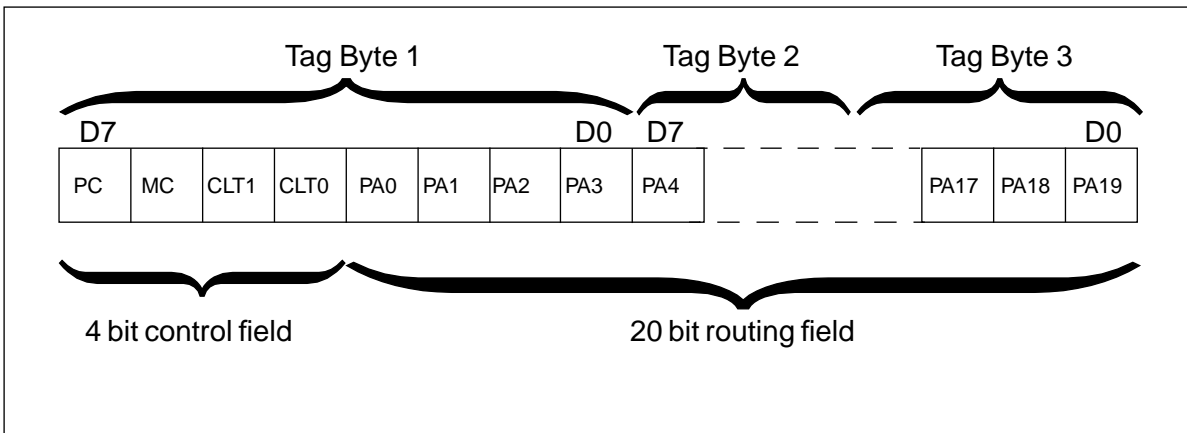 Tag Byte 1 Tag Byte 2 Tag Byte 3
D7 D0 D7 D0
PC MC CLT1 CLT0 PA0 PA1 PA2 PA3 PA4 PA17 PA18 PA19
4 bit control field 20 bit routing field